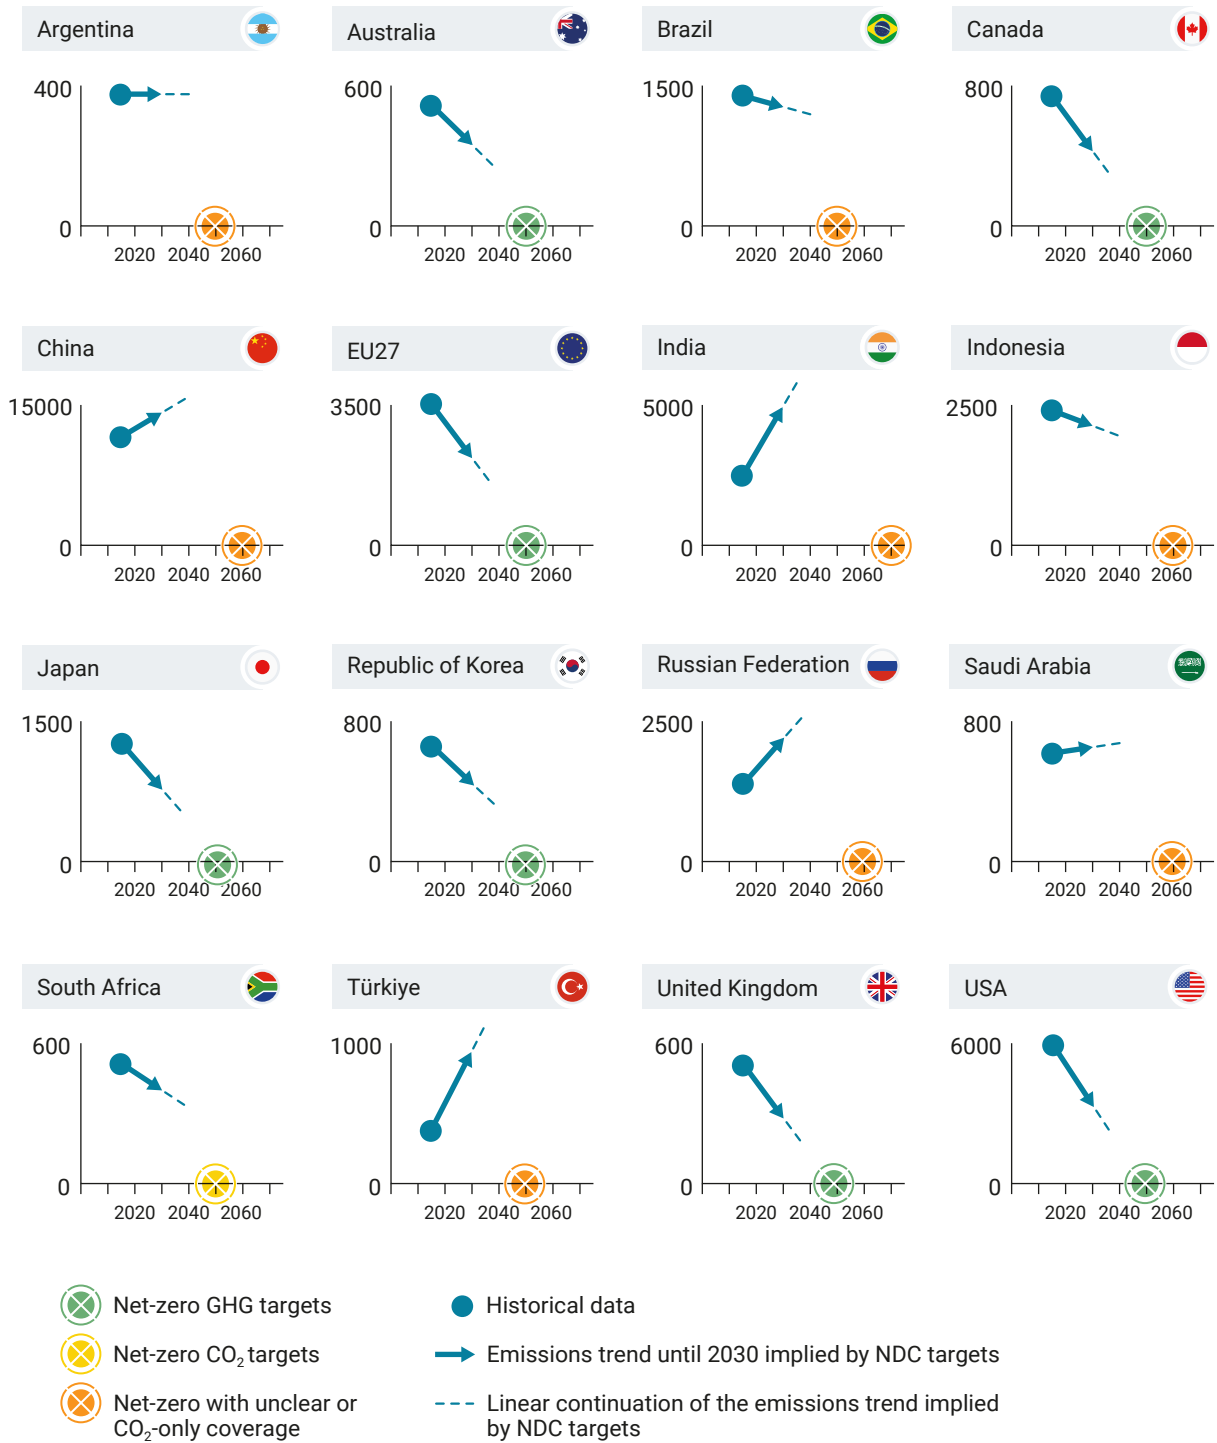 Argentina
400
0
2020 2040 2060
Australia
600
0
2020 2040 2060
Brazil
1500
0
2020 2040 2060
Canada
800
0
2020 2040 2060
China
15000
0
2020 2040 2060
EU27
3500
0
2020 2040 2060
India
5000
0
2020 2040 2060
Indonesia
2500
0
2020 2040 2060
Japan
1500
0
2020 2040 2060
Republic of Korea
800
0
2020 2040 2060
Russian Federation
2500
0
2020 2040 2060
Saudi Arabia
800
0
2020 2040 2060
South Africa
600
0
2020 2040 2060
Türkiye
1000
0
2020 2040 2060
United Kingdom
600
0
2020 2040 2060
USA
6000
0
2020 2040 2060
Net-zero GHG targets
Net-zero CO₂ targets
Net-zero with unclear or
CO₂-only coverage
Historical data
Emissions trend until 2030 implied by NDC targets
Linear continuation of the emissions trend implied
by NDC targets